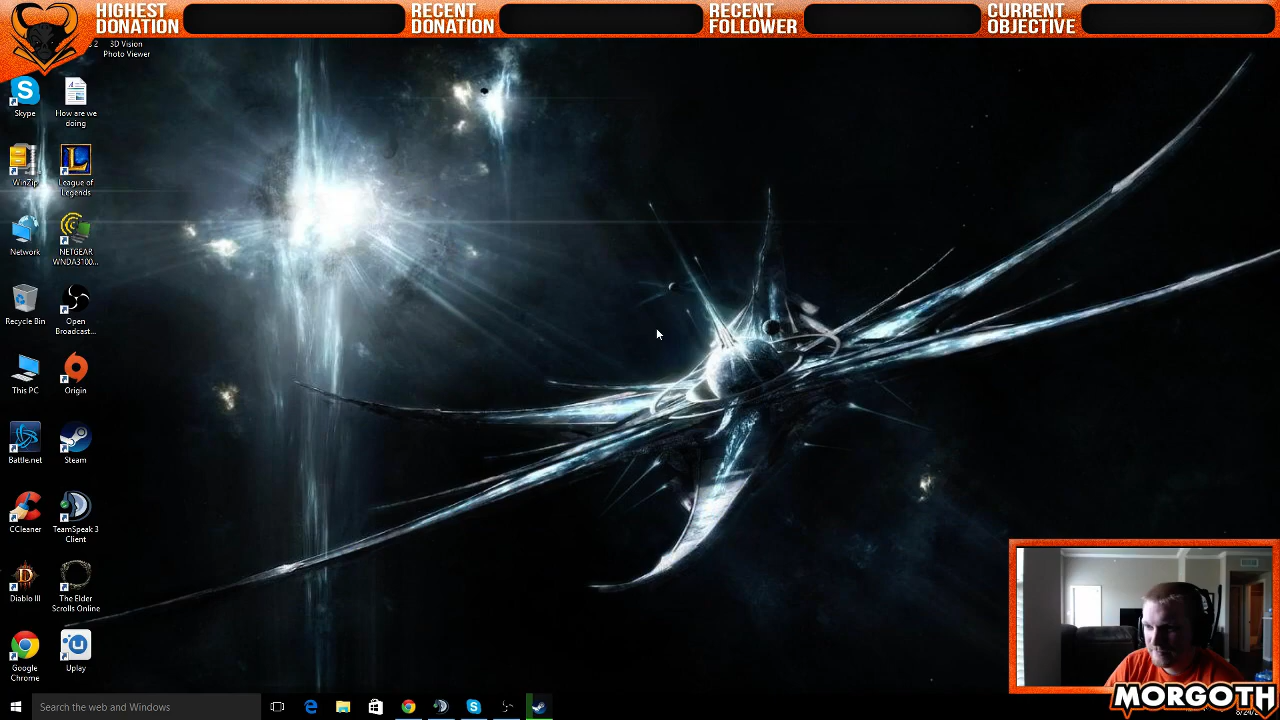 HIGHEST DONATION
RECENT DONATION
RECENT FOLLOWER
CURRENT OBJECTIVE
3D Vision
Photo Viewer
Skype
How are we
doing
WinZip
League of
Legends
Network
NETGEAR
WNDA3100...
Recycle Bin
Open
Broadcast...
This PC
Origin
Battle.net
Steam
CCleaner
TeamSpeak 3
Client
Diablo III
The Elder
Scrolls Online
Google
Chrome
Uplay
Search the web and Windows
MORGOTH